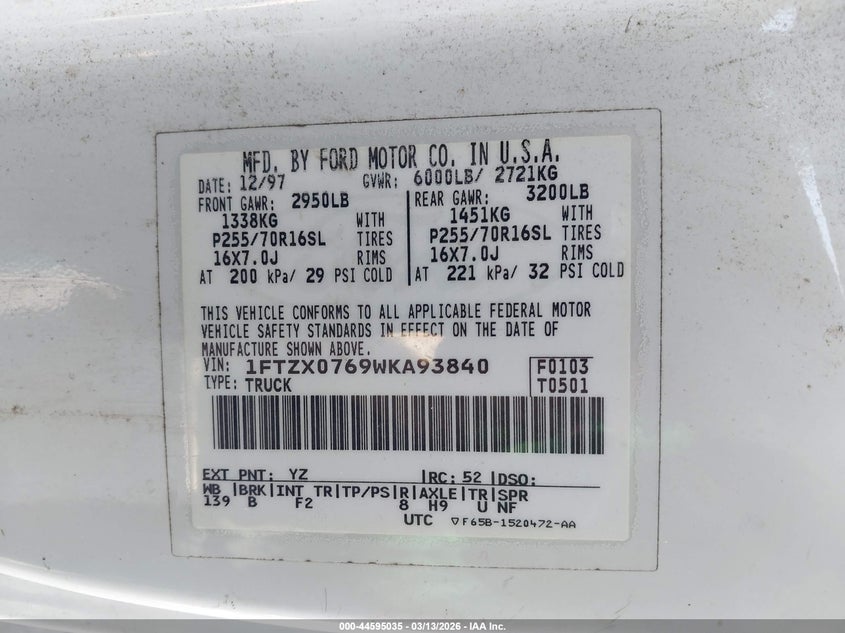 MFD. BY FORD MOTOR CO. IN U.S.A.
DATE: 12/97 GVWR: 6000LB/ 2721KG
FRONT GAWR: 2950LB REAR GAWR: 3200LB
1338KG WITH 1451KG WITH
P255/70R16SL TIRES P255/70R16SL TIRES
16X7.0J RIMS 16X7.0J RIMS
AT 200 kPa/ 29 PSI COLD AT 221 kPa/ 32 PSI COLD
THIS VEHICLE CONFORMS TO ALL APPLICABLE FEDERAL MOTOR
VEHICLE SAFETY STANDARDS IN EFFECT ON THE DATE OF
MANUFACTURE SHOWN ABOVE.
VIN: 1FTZX0769WKA93840 F0103
TYPE: TRUCK T0501
EXT PNT: YZ RC: 52 DSO:
WB BRK INT TR TP/PS R AXLE TR SPR
139 B F2 8 H9 U NF
UTC ▽F65B-1520472-AA
000-44595035 - 03/13/2026 - IAA Inc.